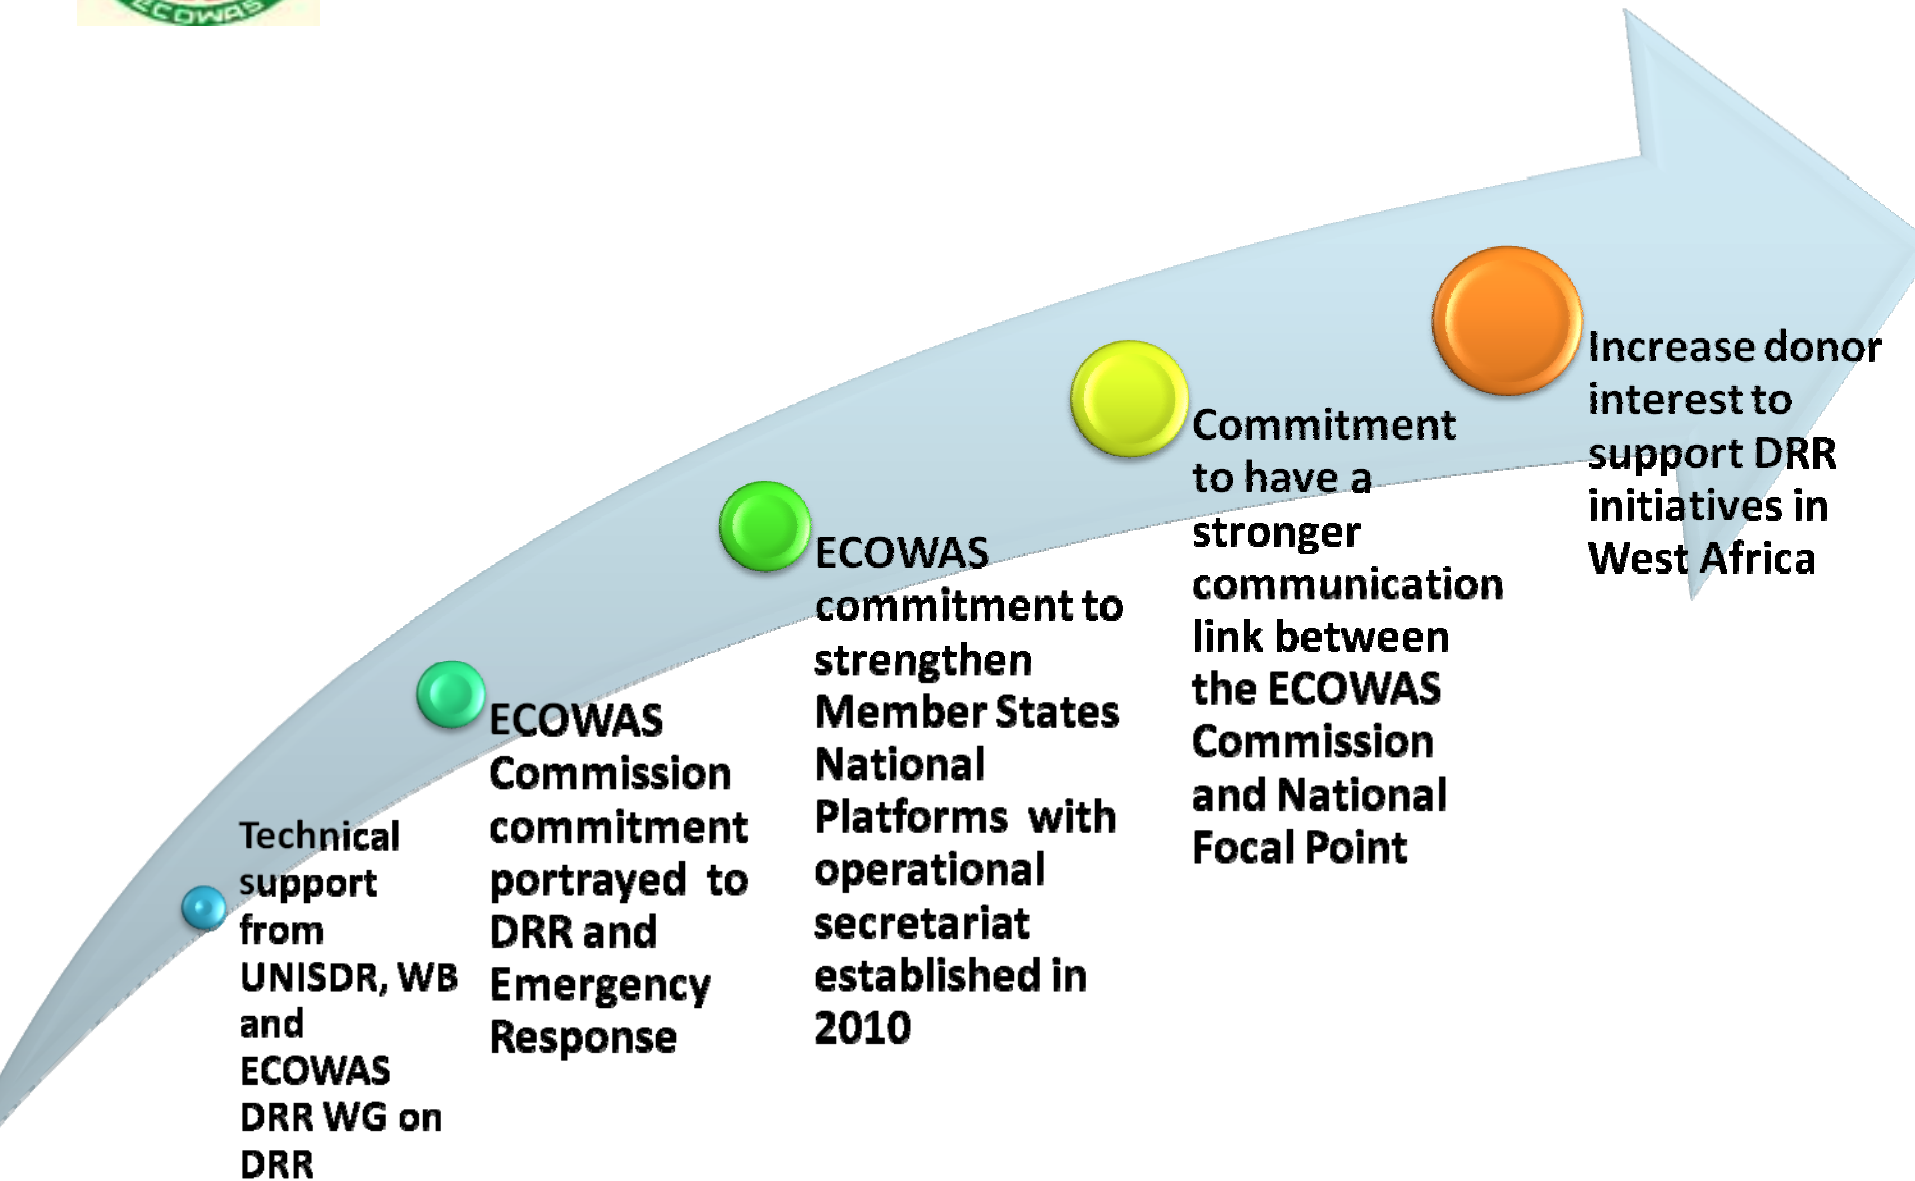 ECOWAS
Technical
support
from
UNISDR, WB
and
ECOWAS
DRR WG on
DRR
ECOWAS
Commission
commitment
portrayed to
DRR and
Emergency
Response
ECOWAS
commitment to
strengthen
Member States
National
Platforms with
operational
secretariat
established in
2010
Commitment
to have a
stronger
communication
link between
the ECOWAS
Commission
and National
Focal Point
Increase donor
interest to
support DRR
initiatives in
West Africa